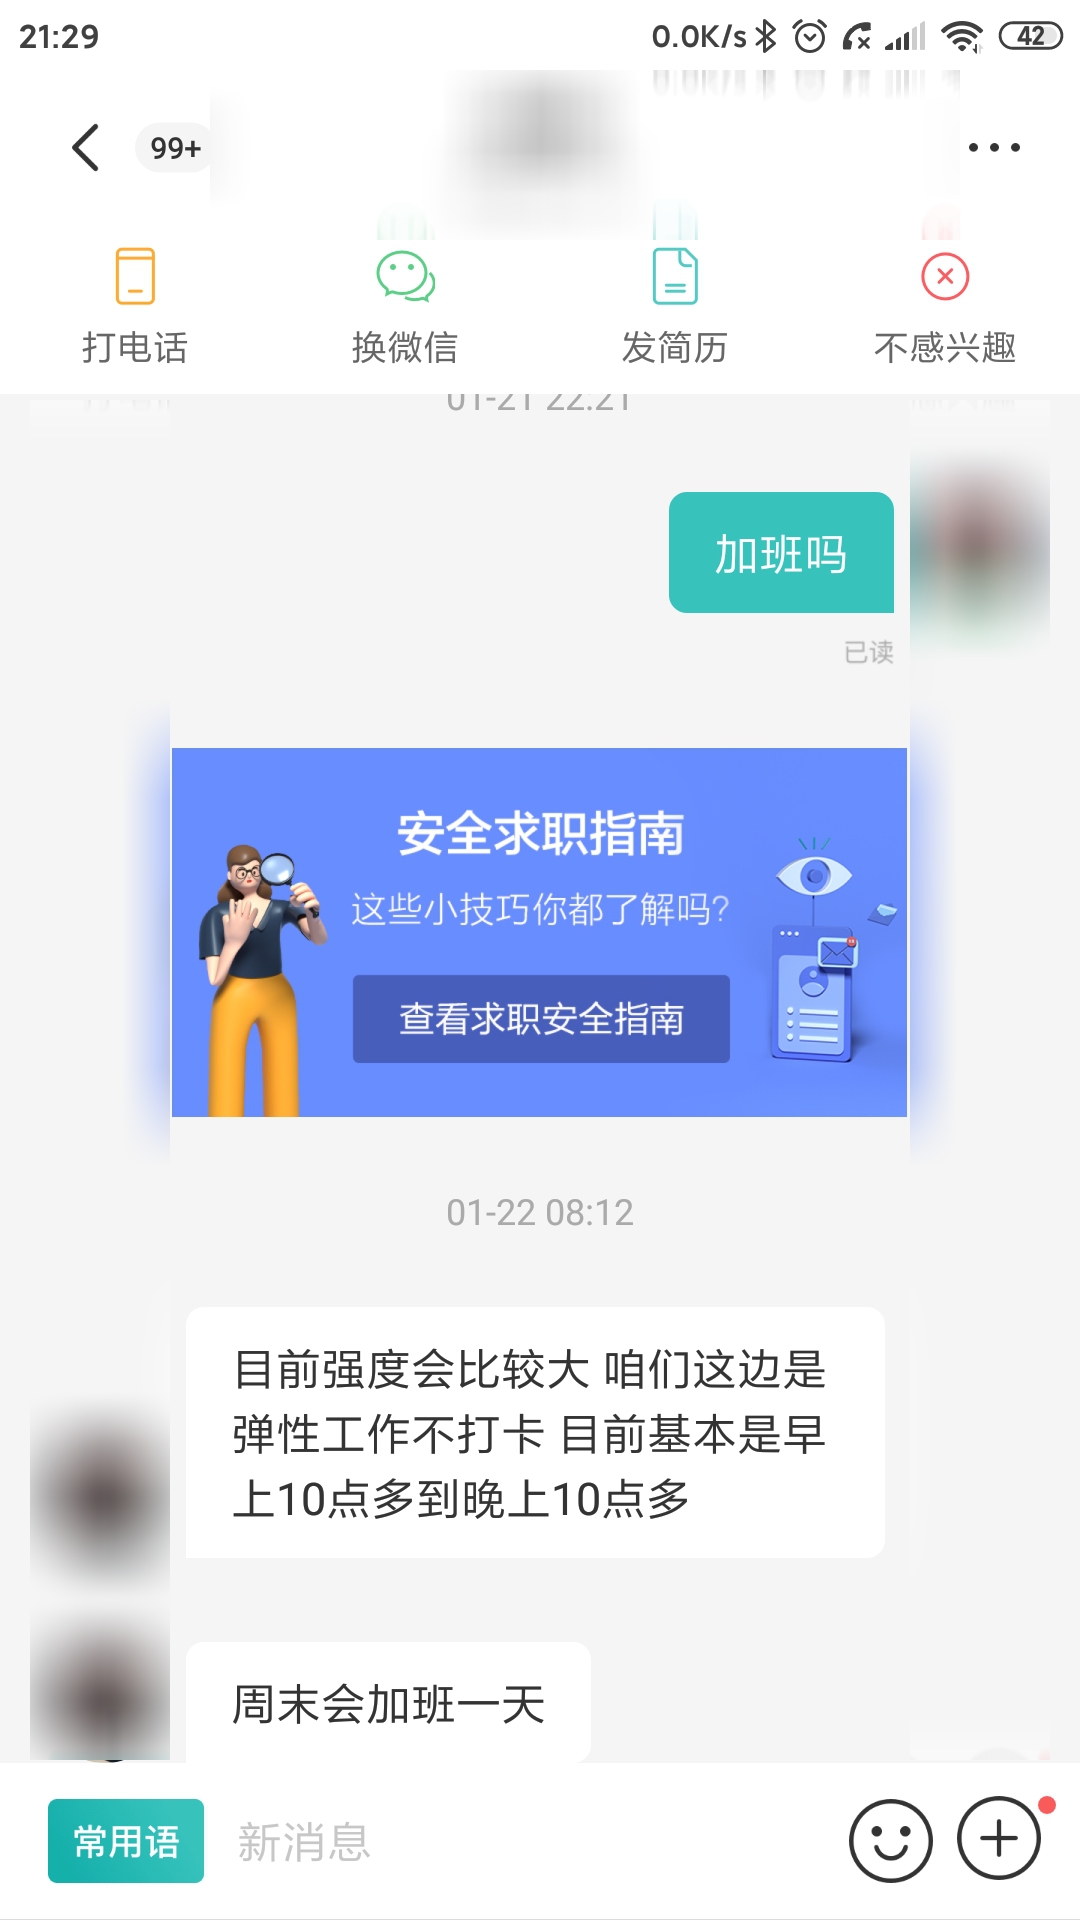 21:29
0.0K/s
42
99+
打电话
换微信
发简历
不感兴趣
01-21 22:21
加班吗
已读
安全求职指南
这些小技巧你都了解吗?
查看求职安全指南
01-22 08:12
目前强度会比较大 咱们这边是
弹性工作不打卡 目前基本是早
上10点多到晚上10点多
周末会加班一天
常用语
新消息